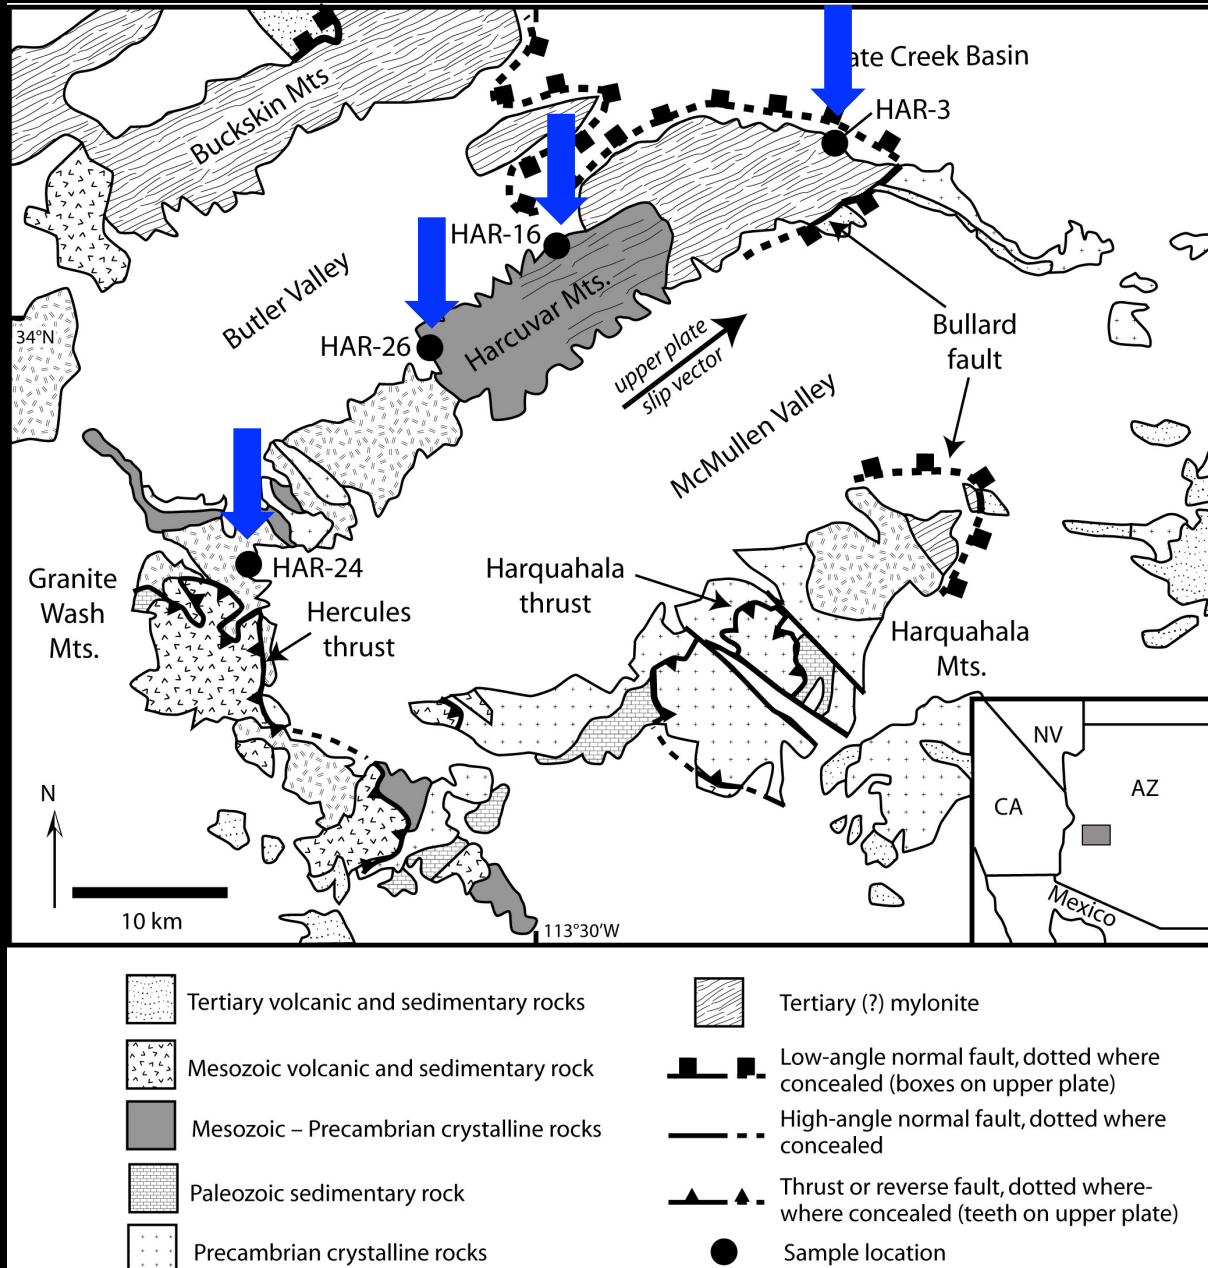 ate Creek Basin
HAR-3
Buckskin Mts
HAR-16
Butler Valley
Harcuvar Mts.
34°N
HAR-26
upper plate
slip vector
Bullard
fault
McMullen Valley
HAR-24
Granite
Wash
Mts.
Hercules
thrust
Harquahala
thrust
Harquahala
Mts.
N
10 km
113°30'W
NV
CA
AZ
Mexico
Tertiary volcanic and sedimentary rocks
Mesozoic volcanic and sedimentary rock
Mesozoic – Precambrian crystalline rocks
Paleozoic sedimentary rock
Precambrian crystalline rocks
Tertiary (?) mylonite
Low-angle normal fault, dotted where
concealed (boxes on upper plate)
High-angle normal fault, dotted where
concealed
Thrust or reverse fault, dotted where-
where concealed (teeth on upper plate)
Sample location